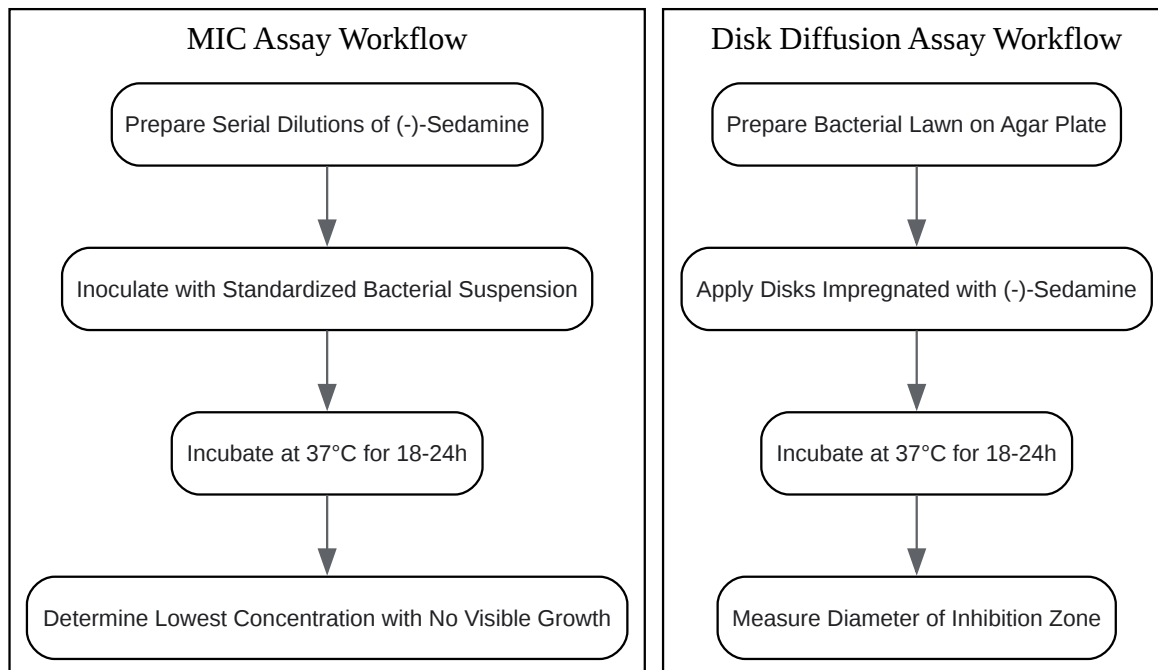 MIC Assay Workflow
Prepare Serial Dilutions of (-)-Sedamine
Inoculate with Standardized Bacterial Suspension
Incubate at 37°C for 18-24h
Determine Lowest Concentration with No Visible Growth
Disk Diffusion Assay Workflow
Prepare Bacterial Lawn on Agar Plate
Apply Disks Impregnated with (-)-Sedamine
Incubate at 37°C for 18-24h
Measure Diameter of Inhibition Zone